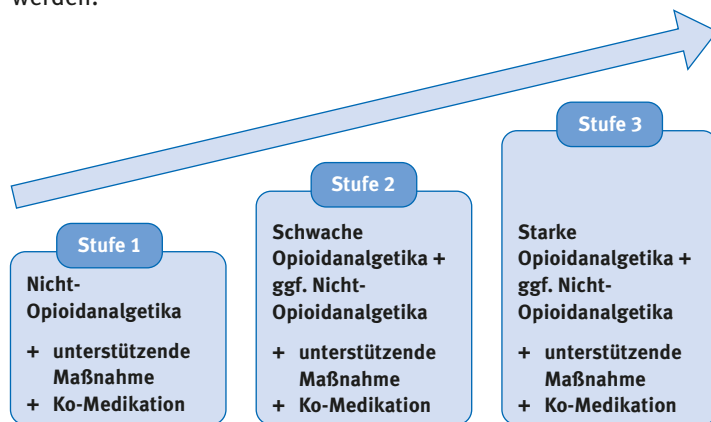 werden.
Stufe 1
Nicht-
Opioidanalgetika
+ unterstützende
Maßnahme
+ Ko-Medikation
Stufe 2
Schwache
Opioidanalgetika +
ggf. Nicht-
Opioidanalgetika
+ unterstützende
Maßnahme
+ Ko-Medikation
Stufe 3
Starke
Opioidanalgetika +
ggf. Nicht-
Opioidanalgetika
+ unterstützende
Maßnahme
+ Ko-Medikation